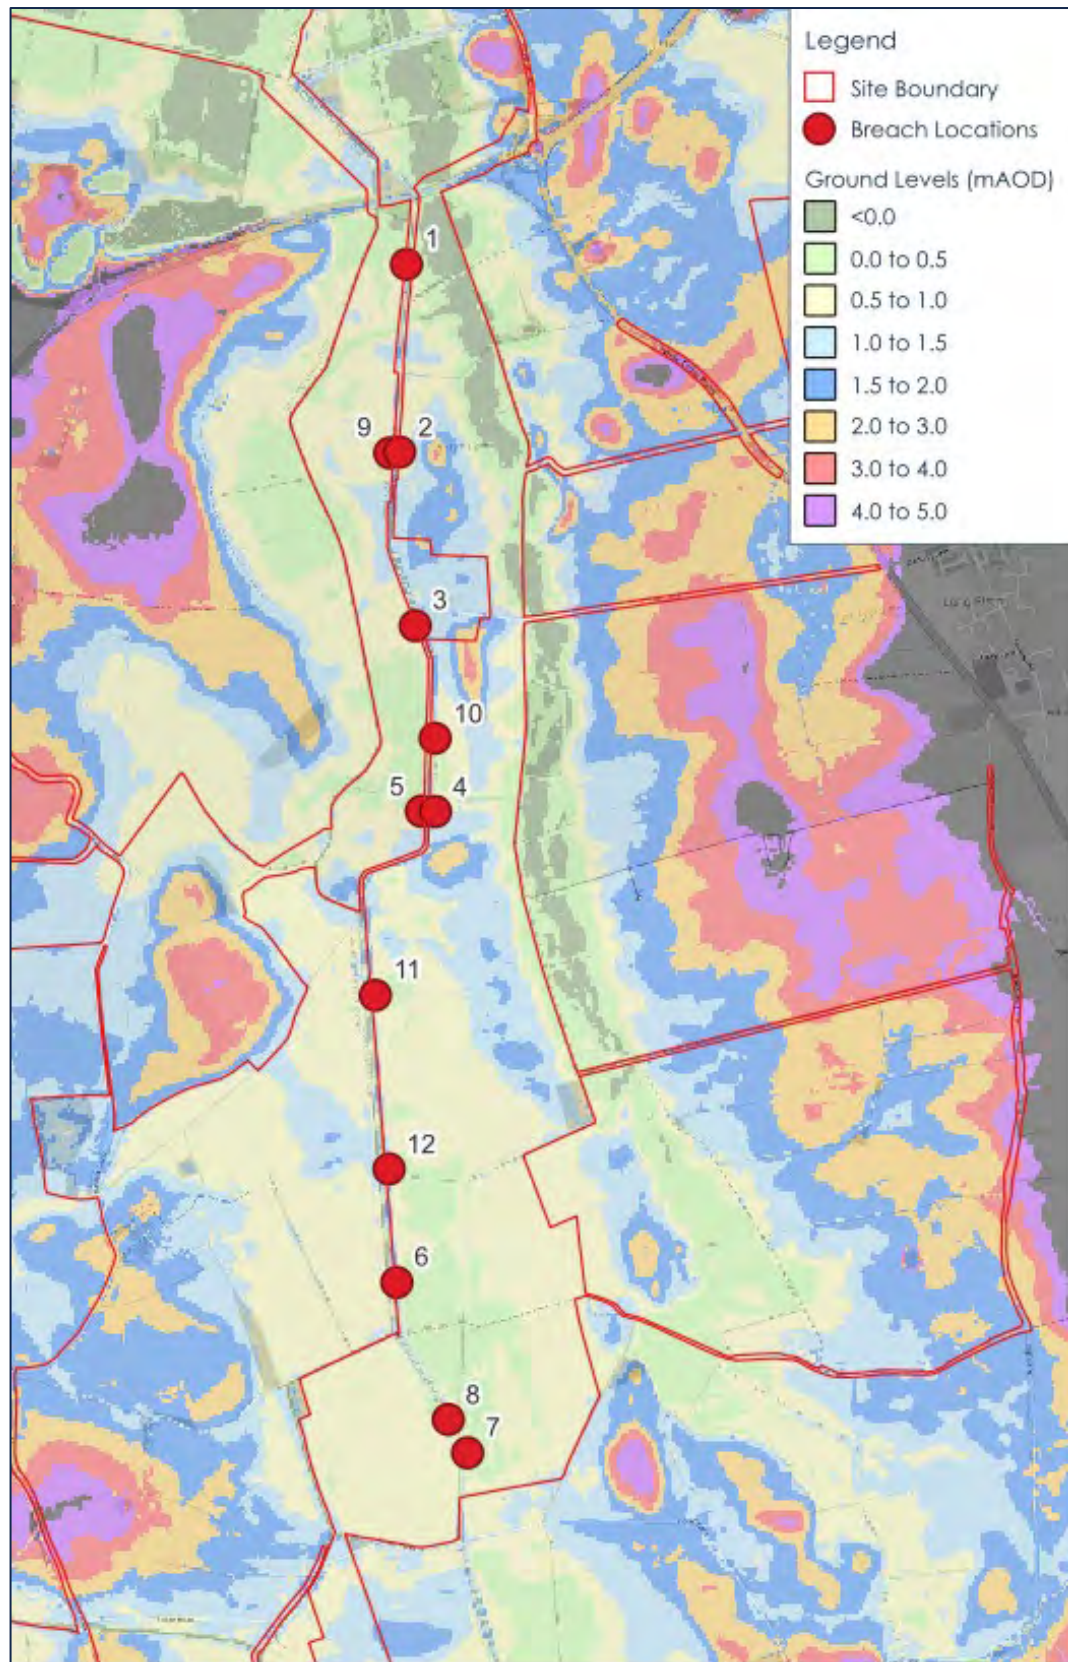 Legend
Site Boundary
Breach Locations
Ground Levels (mAOD)
<0.0
0.0 to 0.5
0.5 to 1.0
1.0 to 1.5
1.5 to 2.0
2.0 to 3.0
3.0 to 4.0
4.0 to 5.0
1
9
2
3
10
5
4
11
12
6
8
7